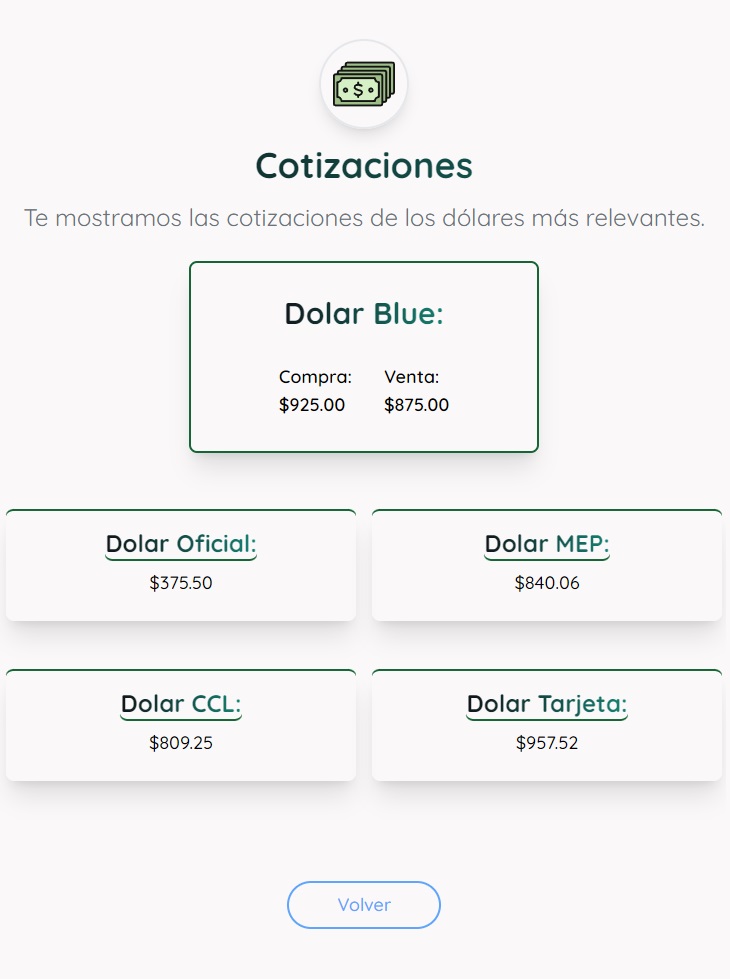 $
Cotizaciones
Te mostramos las cotizaciones de los dólares más relevantes.
Dolar Blue:
Compra: Venta:
$925.00 $875.00
Dolar Oficial:
$375.50
Dolar MEP:
$840.06
Dolar CCL:
$809.25
Dolar Tarjeta:
$957.52
Volver